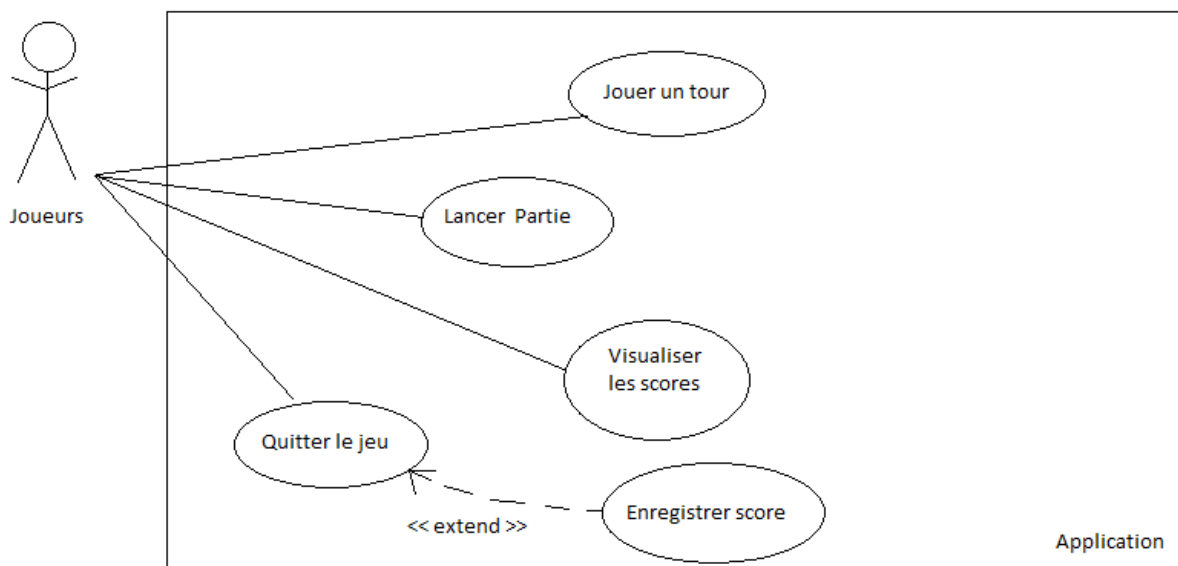 Jouer un tour
Joueurs
Lancer Partie
Visualiser
les scores
Quitter le jeu
<< extend >>
Enregistrer score
Application